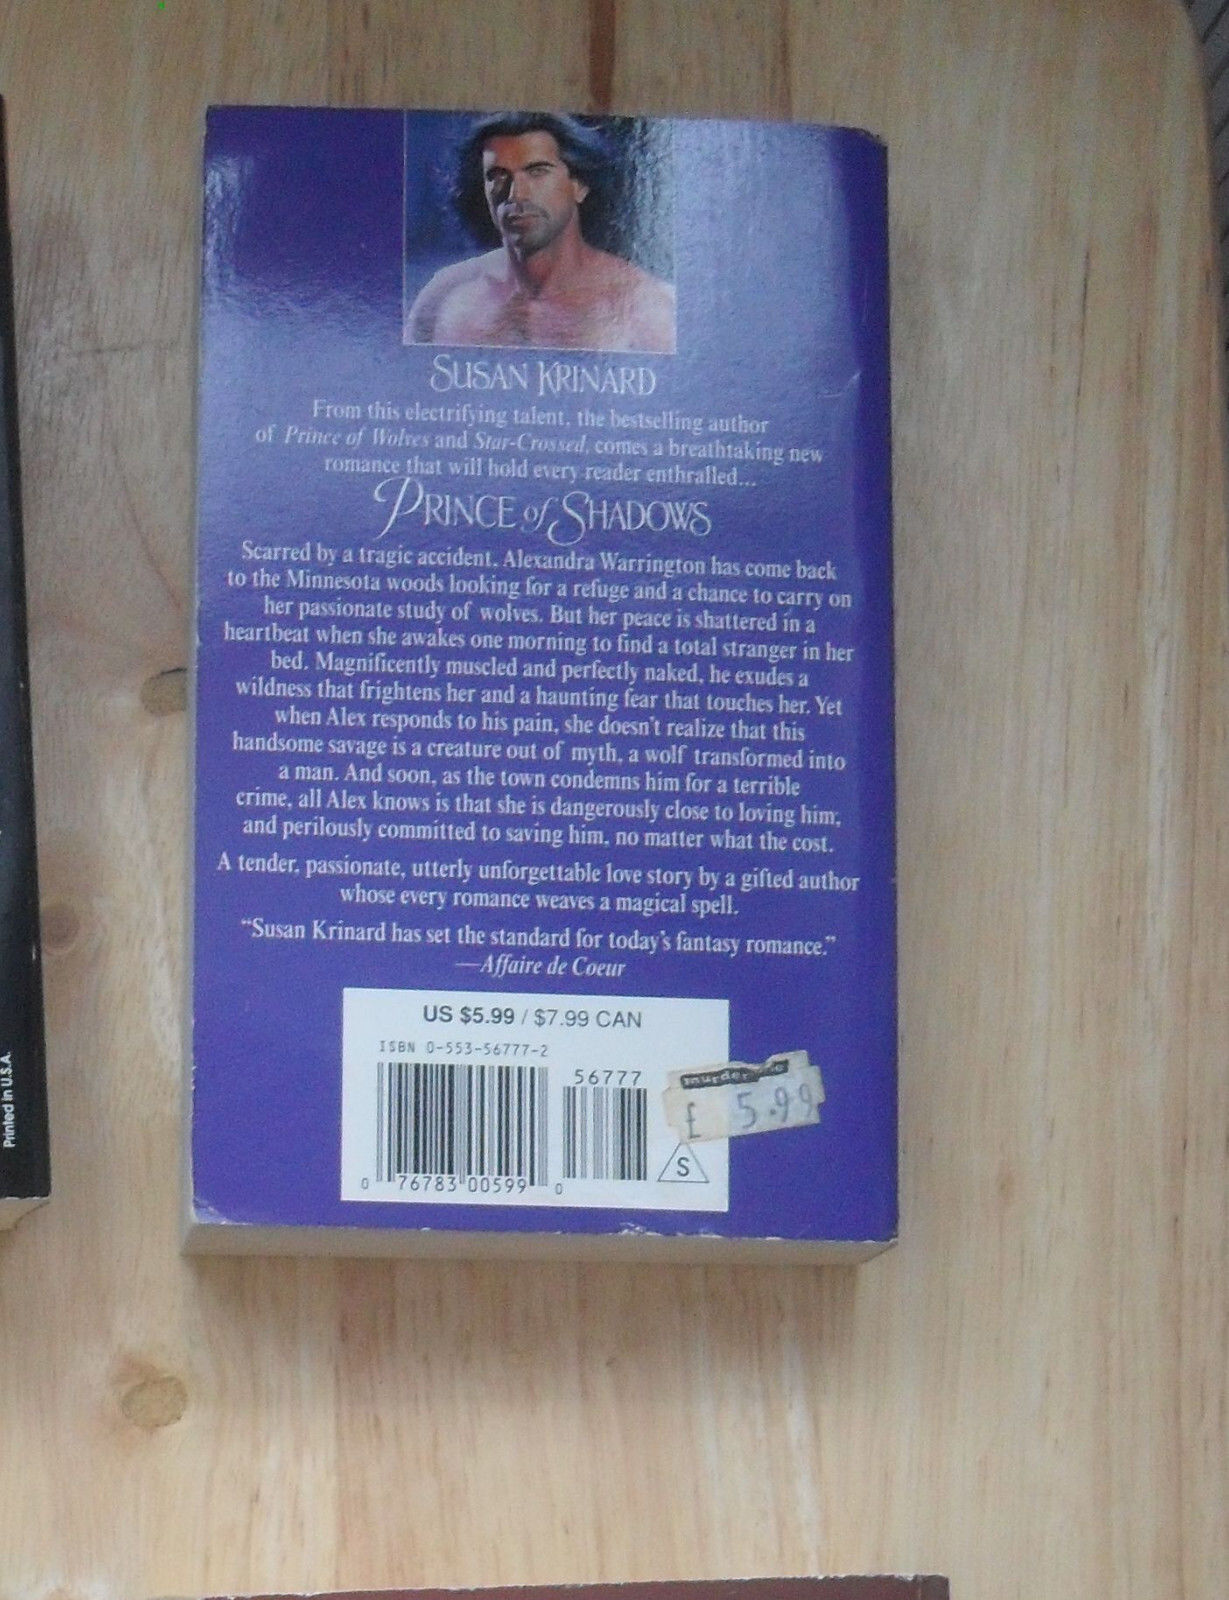 SUSAN KRINARD
From this electrifying talent, the bestselling author
of Prince of Wolves and Star-Crossed, comes a breathtaking new
romance that will hold every reader enthralled...
PRINCE of SHADOWS
Scarred by a tragic accident, Alexandra Warrington has come back
to the Minnesota woods looking for a refuge and a chance to carry on
her passionate study of wolves. But her peace is shattered in a
heartbeat when she awakes one morning to find a total stranger in her
bed. Magnificently muscled and perfectly naked, he exudes a
wildness that frightens her and a haunting fear that touches her. Yet
when Alex responds to his pain, she doesn't realize that this
handsome savage is a creature out of myth, a wolf transformed into
a man. And soon, as the town condemns him for a terrible
crime, all Alex knows is that she is dangerously close to loving him,
and perilously committed to saving him, no matter what the cost.
A tender, passionate, utterly unforgettable love story by a gifted author
whose every romance weaves a magical spell.
"Susan Krinard has set the standard for today's fantasy romance."
—Affaire de Coeur
US $5.99 / $7.99 CAN
ISBN 0-553-56777-2
56777
murder
£ 5.99
S
0 76783 00599 0
Printed in U.S.A.